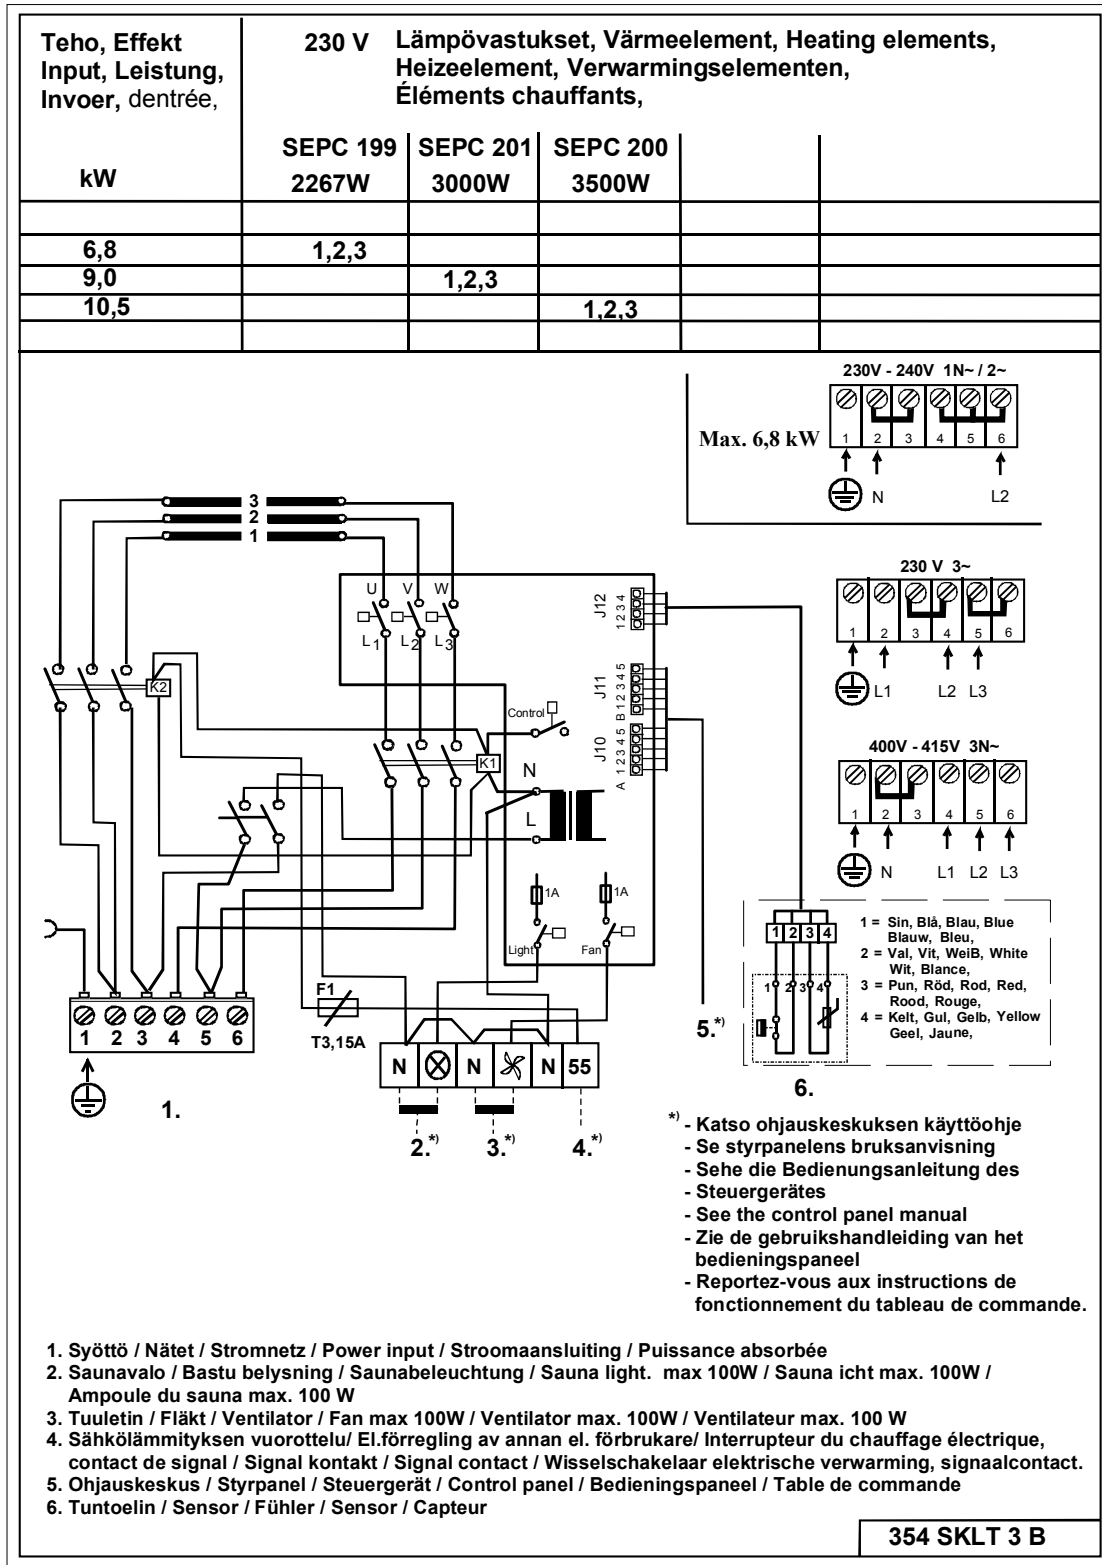 Teho, Effekt
Input, Leistung,
Invoer, dentrée,
kW
230 V Lämpövastukset, Värmeelement, Heating elements,
Heizeelement, Verwarmingselementen,
Éléments chauffants,
SEPC 199 SEPC 201 SEPC 200
2267W 3000W 3500W
6,8 1,2,3
9,0 1,2,3
10,5 1,2,3
230V - 240V 1N~ / 2~
Max. 6,8 kW
1 2 3 4 5 6
N L2
3
2
1
230 V 3~
1 2 3 4 5 6
L1 L2 L3
U V W
L1 L2 L3
J12
1 2 3 4
K2
J11
B 1 2 3 4 5
Control
J10
A 1 2 3 4 5
K1
N
L
400V - 415V 3N~
1 2 3 4 5 6
N L1 L2 L3
1A 1A
Light Fan
F1
T3,15A
1 2 3 4 5 6
1.
N N N 55
2.*) 3.*) 4.*)
5.*)
1 2 3 4
1 2 3 4
6.
1 = Sin, Blå, Blau, Blue
Blauw, Bleu,
2 = Val, Vit, WeiB, White
Wit, Blance,
3 = Pun, Röd, Rod, Red,
Rood, Rouge,
4 = Kelt, Gul, Gelb, Yellow
Geel, Jaune,
*) - Katso ohjauskeskuksen käyttöohje
- Se styrpanelens bruksanvisning
- Sehe die Bedienungsanleitung des
- Steuergerätes
- See the control panel manual
- Zie de gebruikshandleiding van het
bedieningspaneel
- Reportez-vous aux instructions de
fonctionnement du tableau de commande.
1. Syöttö / Nätet / Stromnetz / Power input / Stroomaansluiting / Puissance absorbée
2. Saunavalo / Bastu belysning / Saunabeleuchtung / Sauna light. max 100W / Sauna icht max. 100W /
Ampoule du sauna max. 100 W
3. Tuuletin / Fläkt / Ventilator / Fan max 100W / Ventilator max. 100W / Ventilateur max. 100 W
4. Sähkölämmityksen vuorottelu/ El.förregling av annan el. förbrukare/ Interrupteur du chauffage électrique,
contact de signal / Signal kontakt / Signal contact / Wisselschakelaar elektrische verwarming, signaalcontact.
5. Ohjauskeskus / Styrpanel / Steuergerät / Control panel / Bedieningspaneel / Table de commande
6. Tuntoelin / Sensor / Fühler / Sensor / Capteur
354 SKLT 3 B